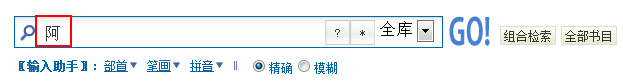 阿 ? * 全库 GO! 组合检索 全部书目
〖输入助手〗: 部首 笔画 拼音 || 精确 模糊